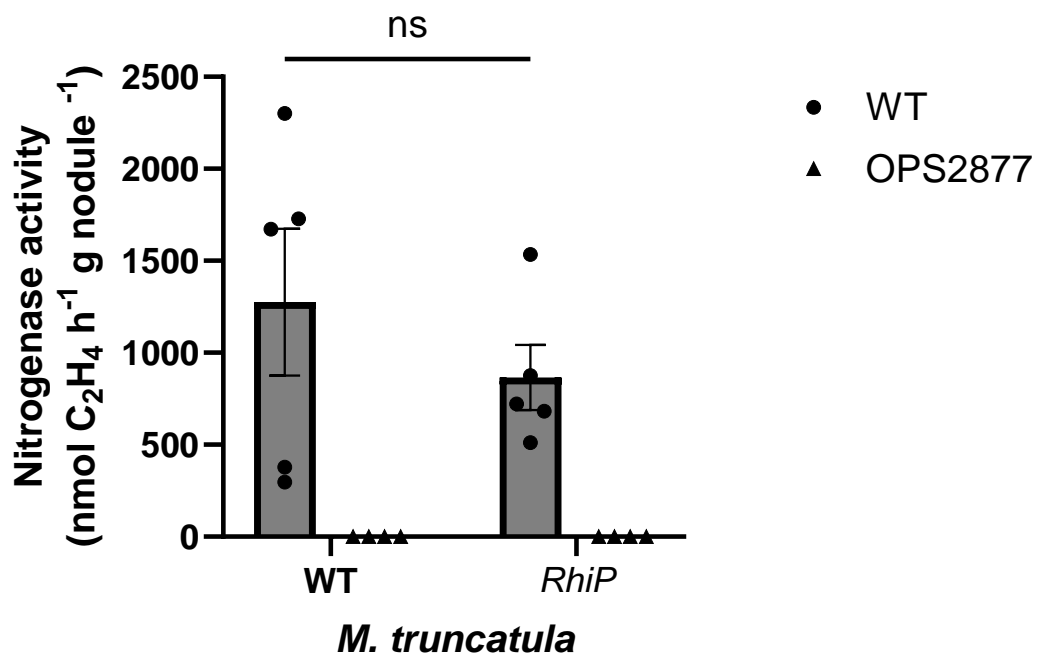 ns
Nitrogenase activity
(nmol C₂H₄ h⁻¹ g nodule ⁻¹)
2500
2000
1500
1000
500
0
WT
RhiP
M. truncatula
WT
OPS2877